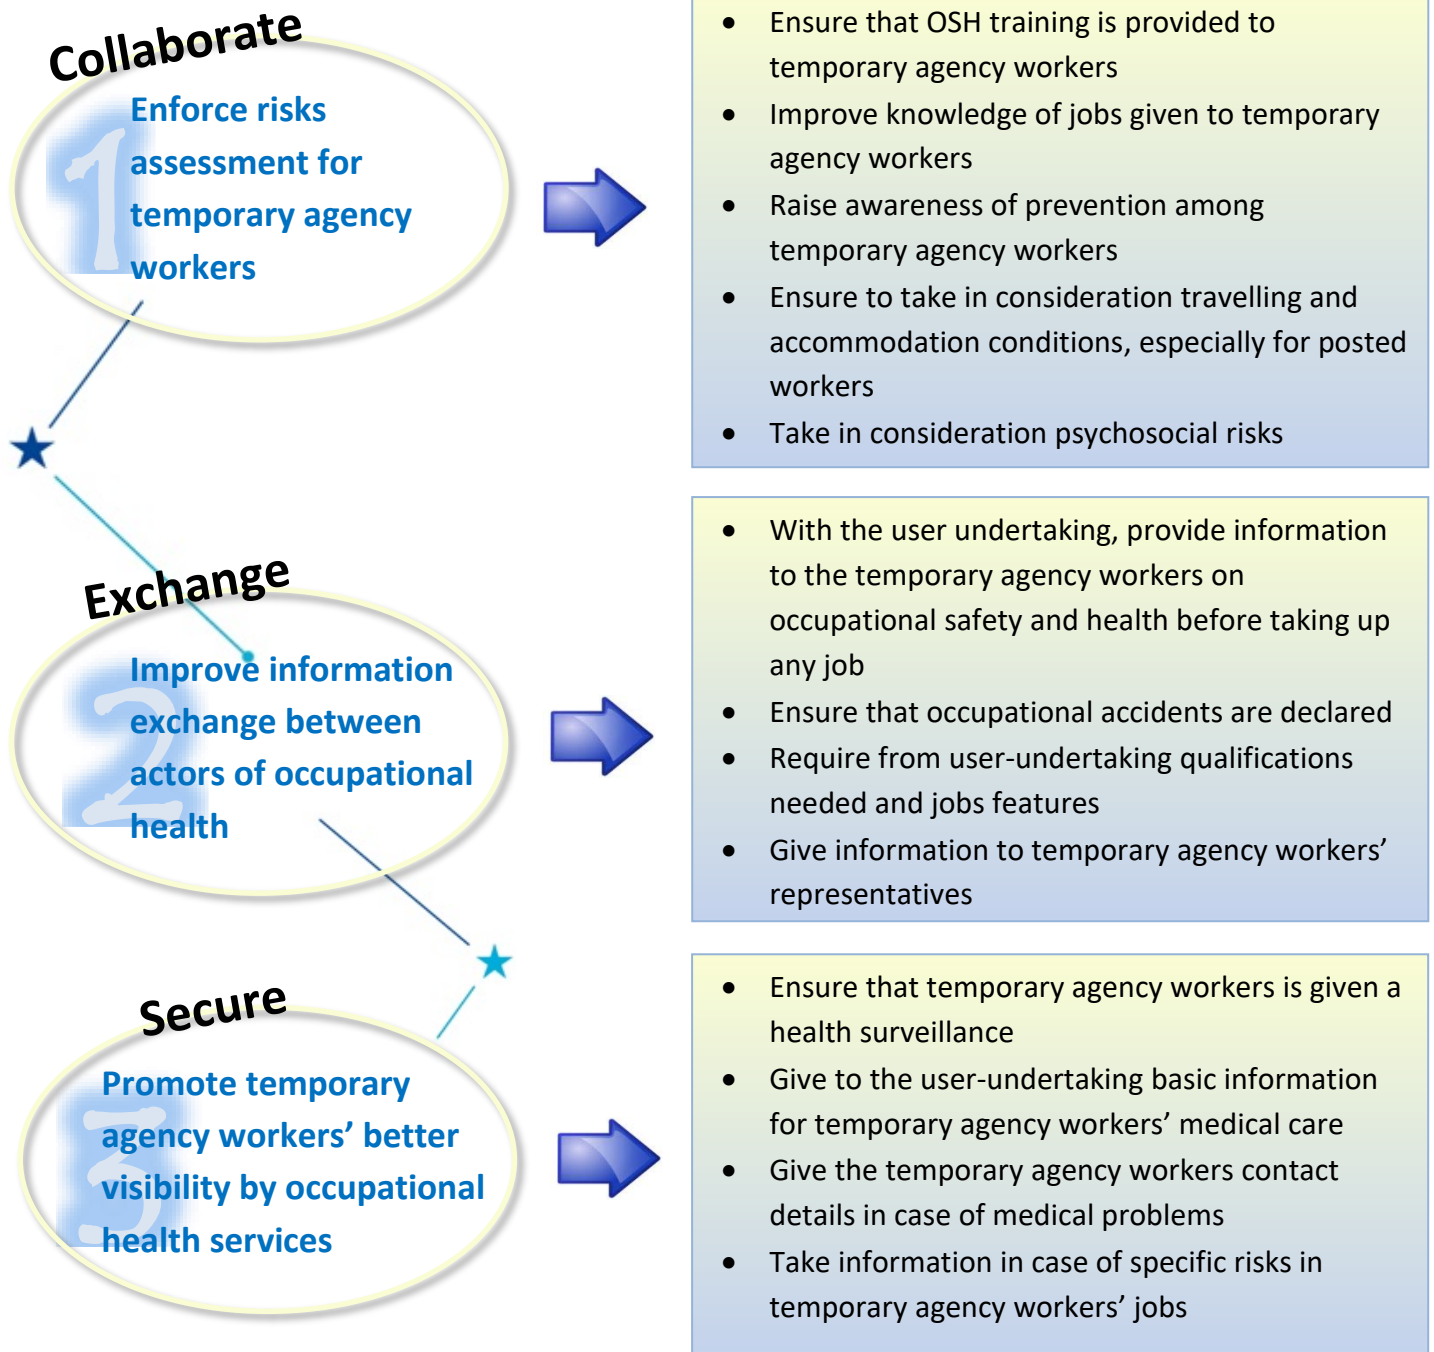 Collaborate
1
Enforce risks
assessment for
temporary agency
workers
• Ensure that OSH training is provided to
temporary agency workers
• Improve knowledge of jobs given to temporary
agency workers
• Raise awareness of prevention among
temporary agency workers
• Ensure to take in consideration travelling and
accommodation conditions, especially for posted
workers
• Take in consideration psychosocial risks
Exchange
2
Improve information
exchange between
actors of occupational
health
• With the user undertaking, provide information
to the temporary agency workers on
occupational safety and health before taking up
any job
• Ensure that occupational accidents are declared
• Require from user-undertaking qualifications
needed and jobs features
• Give information to temporary agency workers’
representatives
Secure
3
Promote temporary
agency workers’ better
visibility by occupational
health services
• Ensure that temporary agency workers is given a
health surveillance
• Give to the user-undertaking basic information
for temporary agency workers’ medical care
• Give the temporary agency workers contact
details in case of medical problems
• Take information in case of specific risks in
temporary agency workers’ jobs